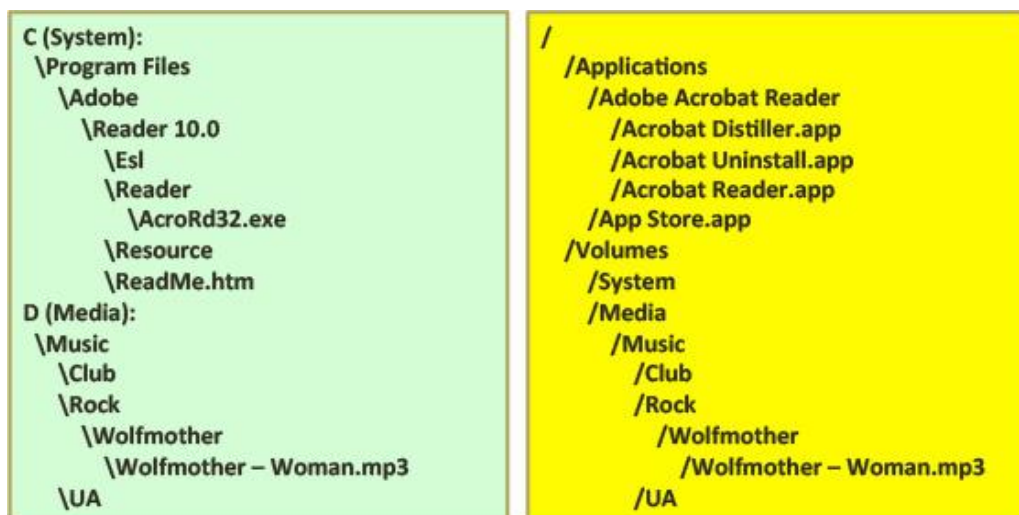 C (System):
\Program Files
\Adobe
\Reader 10.0
\Esl
\Reader
\AcroRd32.exe
\Resource
\ReadMe.htm
D (Media):
\Music
\Club
\Rock
\Wolfmother
\Wolfmother – Woman.mp3
\UA
/
/Applications
/Adobe Acrobat Reader
/Acrobat Distiller.app
/Acrobat Uninstall.app
/Acrobat Reader.app
/App Store.app
/Volumes
/System
/Media
/Music
/Club
/Rock
/Wolfmother
/Wolfmother – Woman.mp3
/UA